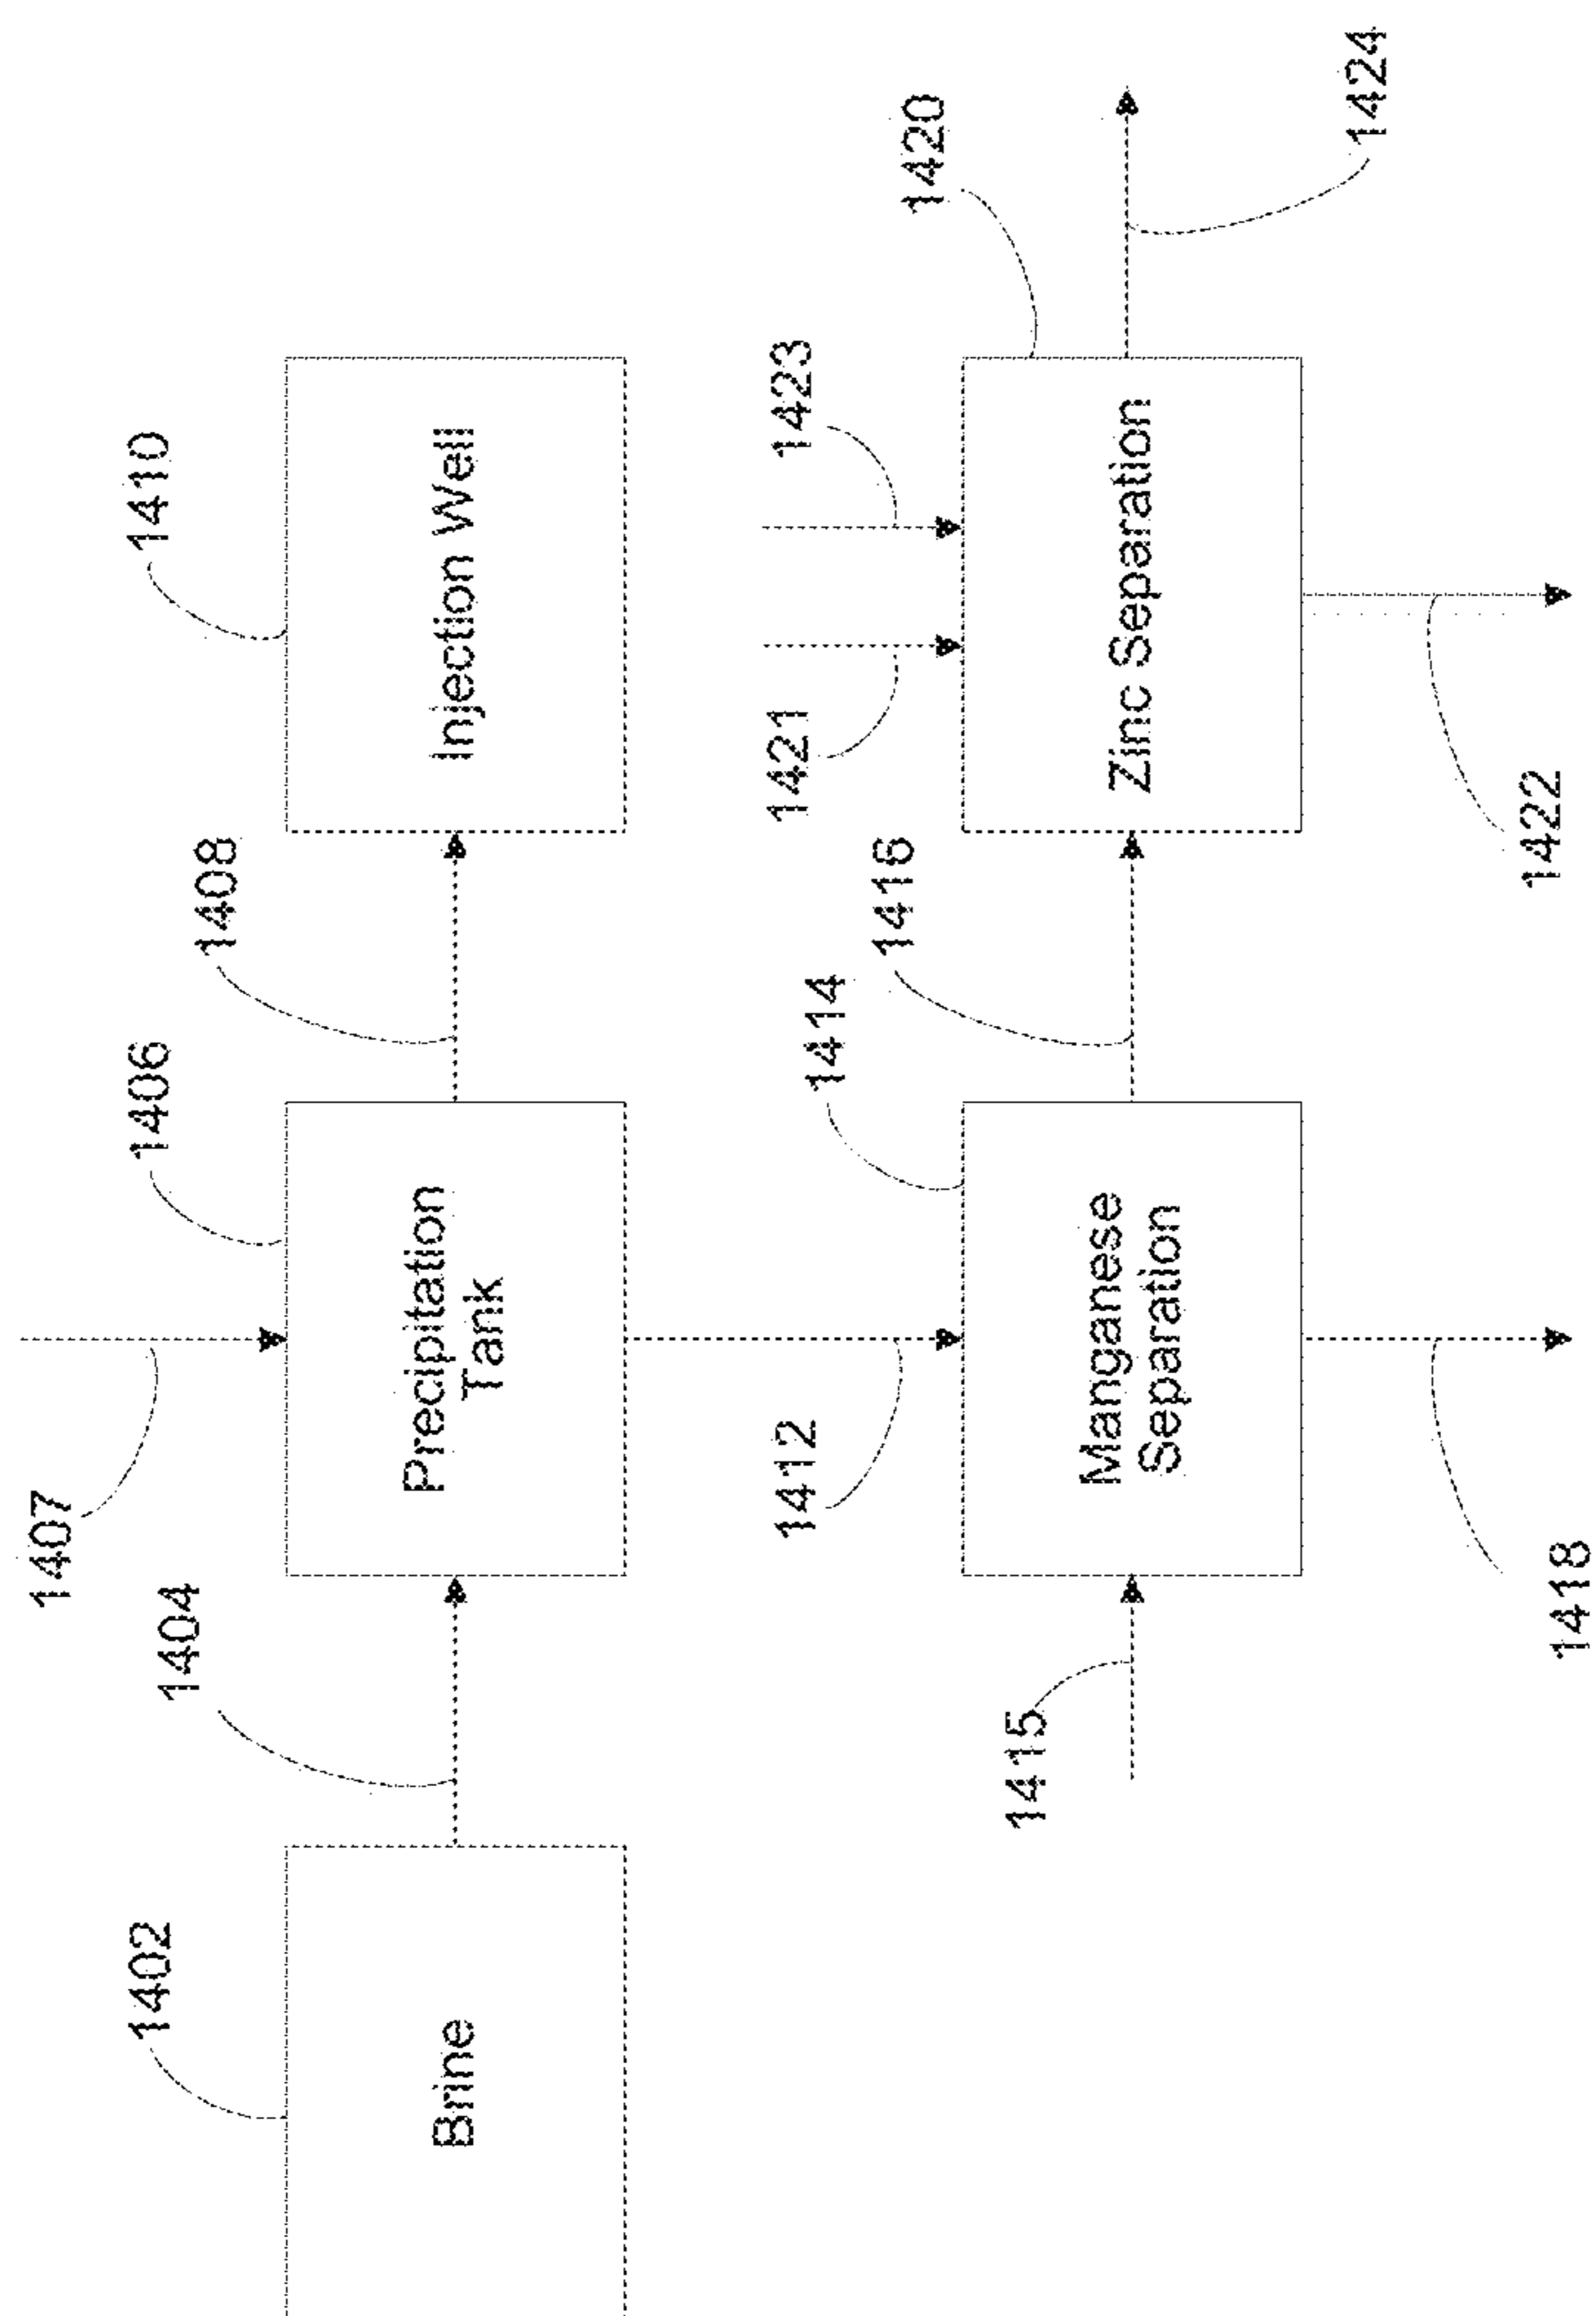 1402
Brine
1404
1407
1406
Precipitation
Tank
1408
1410
Injection Well
1412
1415
1414
Manganese
Separation
1418
1416
1421
1423
1420
Zinc Separation
1422
1424